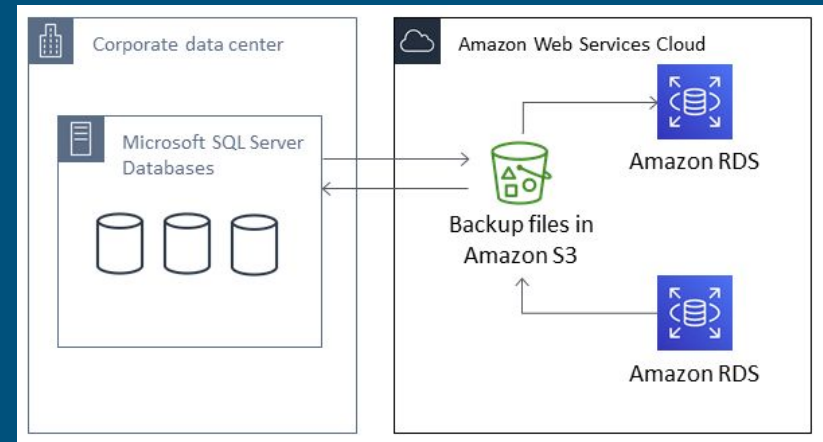 Corporate data center
Microsoft SQL Server
Databases
Amazon Web Services Cloud
Amazon RDS
Backup files in
Amazon S3
Amazon RDS